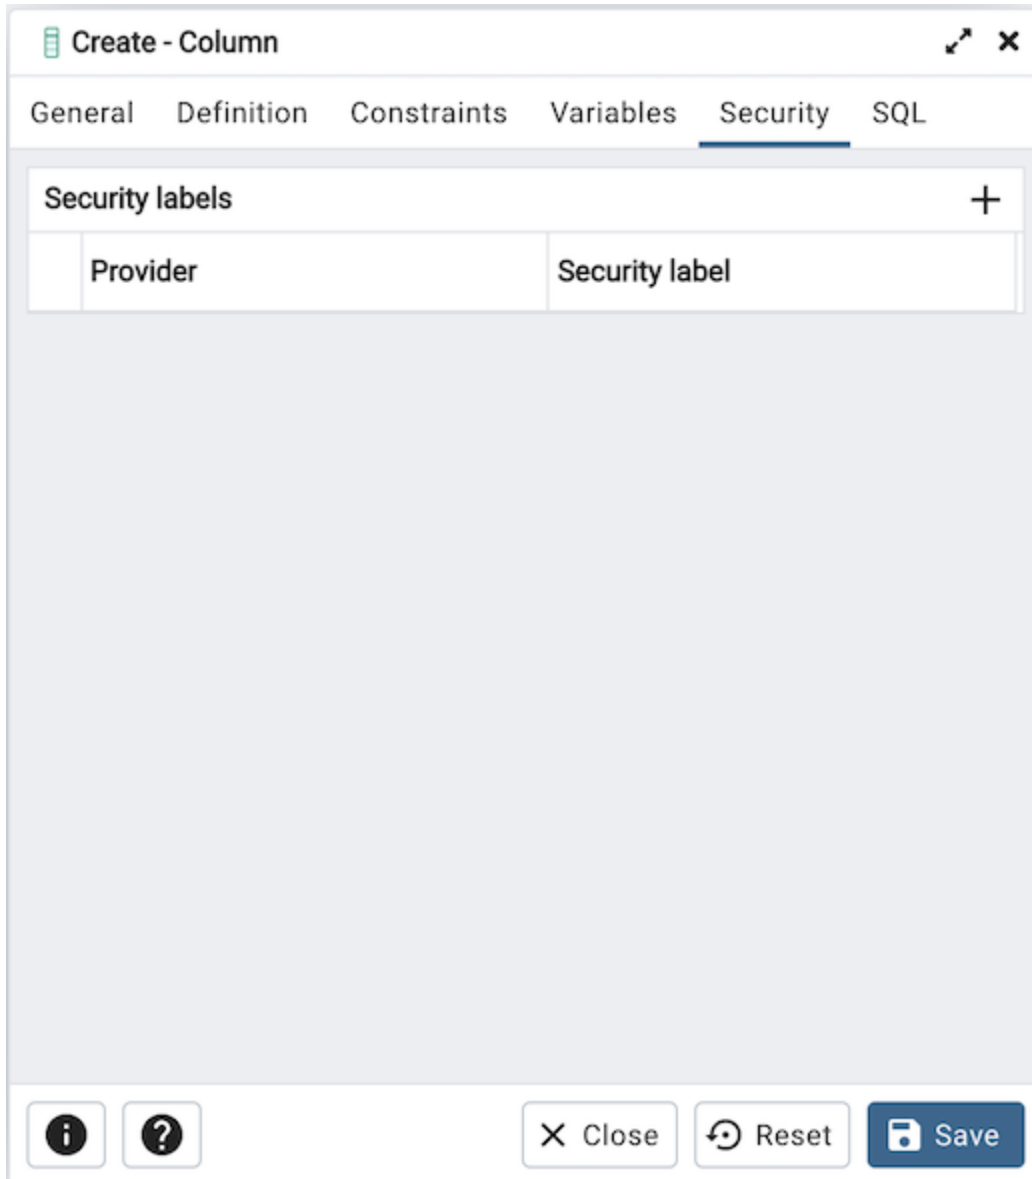 Create - Column
General Definition Constraints Variables Security SQL
Security labels
Provider Security label
Close Reset Save